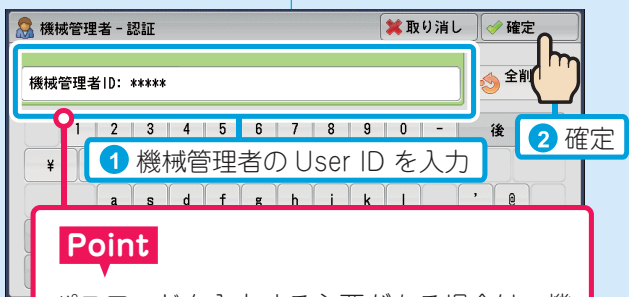 機械管理者 - 認証
取り消し
確定
機械管理者ID: *****
全削
1 2 3 4 5 6 7 8 9 0 -
後
2 確定
¥
1 機械管理者の User ID を入力
a s d f g h j k l ' @
Point